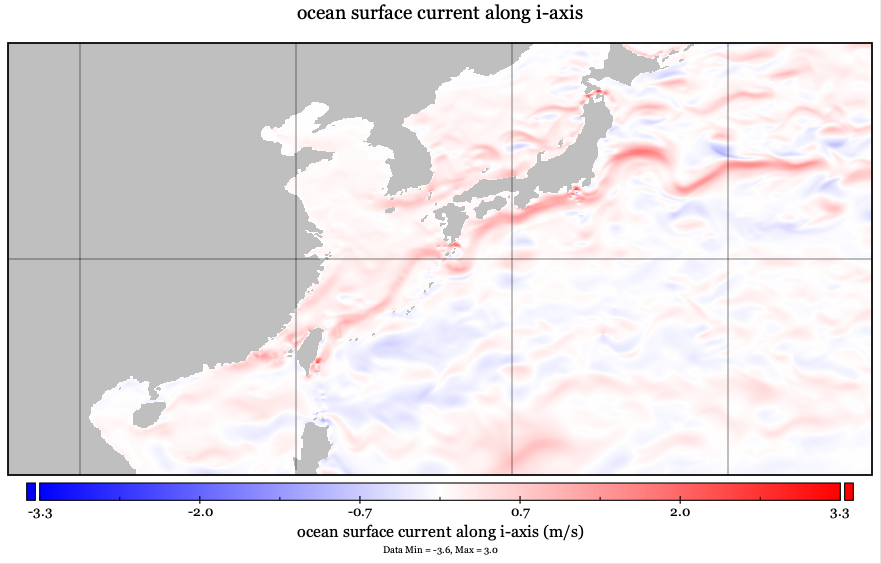 ocean surface current along i-axis
-3.3 -2.0 -0.7 0.7 2.0 3.3
ocean surface current along i-axis (m/s)
Data Min = -3.6, Max = 3.0